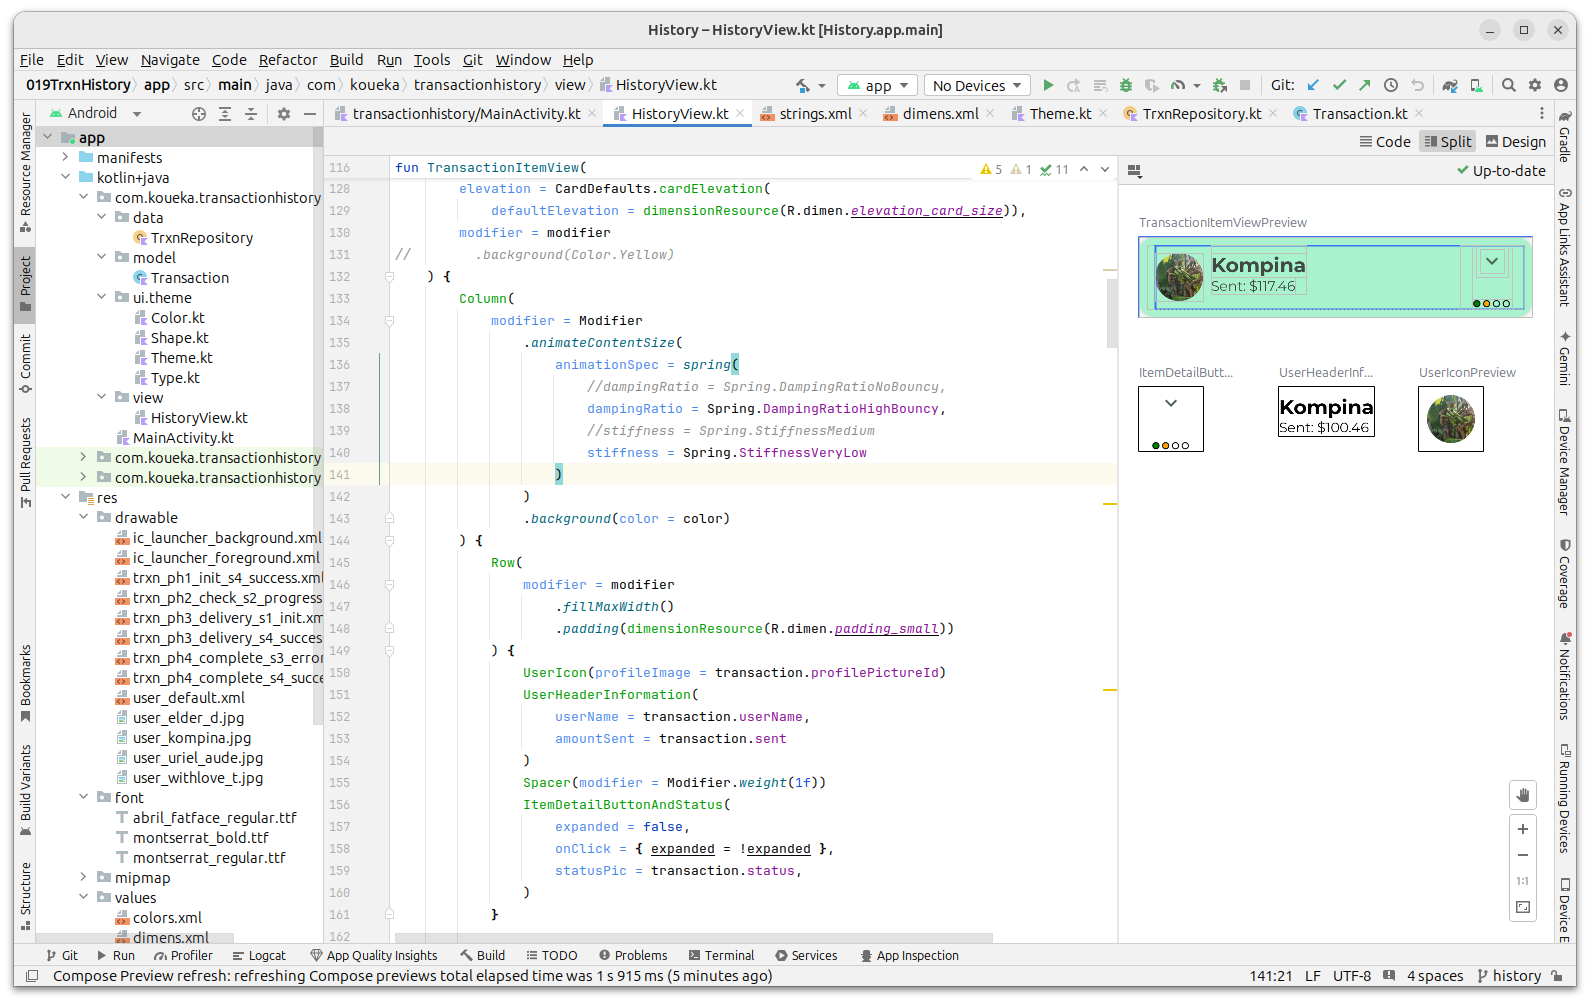 History – HistoryView.kt [History.app.main]
File Edit View Navigate Code Refactor Build Run Tools Git Window Help
019TrxnHistory app src main java com koueka transactionhistory view HistoryView.kt app No Devices Git:
Android transactionhistory/MainActivity.kt HistoryView.kt strings.xml dimens.xml Theme.kt TrxnRepository.kt Transaction.kt
Code Split Design
Resource Manager
Project
Commit
Pull Requests
Bookmarks
Build Variants
Structure
app
manifests
kotlin+java
com.koueka.transactionhistory
data
TrxnRepository
model
Transaction
ui.theme
Color.kt
Shape.kt
Theme.kt
Type.kt
view
HistoryView.kt
MainActivity.kt
com.koueka.transactionhistory
com.koueka.transactionhistory
res
drawable
ic_launcher_background.xml
ic_launcher_foreground.xml
trxn_ph1_init_s4_success.xml
trxn_ph2_check_s2_progress
trxn_ph3_delivery_s1_init.xm
trxn_ph3_delivery_s4_succes
trxn_ph4_complete_s3_error
trxn_ph4_complete_s4_succe
user_default.xml
user_elder_d.jpg
user_kompina.jpg
user_uriel_aude.jpg
user_withlove_t.jpg
font
abril_fatface_regular.ttf
montserrat_bold.ttf
montserrat_regular.ttf
mipmap
values
colors.xml
dimens.xml
116 fun TransactionItemView( 5 1 11
128 elevation = CardDefaults.cardElevation(
129 defaultElevation = dimensionResource(R.dimen.elevation_card_size)),
130 modifier = modifier
131 // .background(Color.Yellow)
132 ) {
133 Column(
134 modifier = Modifier
135 .animateContentSize(
136 animationSpec = spring(
137 //dampingRatio = Spring.DampingRatioNoBouncy,
138 dampingRatio = Spring.DampingRatioHighBouncy,
139 //stiffness = Spring.StiffnessMedium
140 stiffness = Spring.StiffnessVeryLow
141 )
142 )
143 .background(color = color)
144 ) {
145 Row(
146 modifier = modifier
147 .fillMaxWidth()
148 .padding(dimensionResource(R.dimen.padding_small))
149 ) {
150 UserIcon(profileImage = transaction.profilePictureId)
151 UserHeaderInformation(
152 userName = transaction.userName,
153 amountSent = transaction.sent
154 )
155 Spacer(modifier = Modifier.weight(1f))
156 ItemDetailButtonAndStatus(
157 expanded = false,
158 onClick = { expanded = !expanded },
159 statusPic = transaction.status,
160 )
161 }
162
Up-to-date
TransactionItemViewPreview
Kompina
Sent: $117.46
ItemDetailButt... UserHeaderInf... UserIconPreview
Kompina
Sent: $100.46
1:1
Gradle
App Links Assistant
Gemini
Device Manager
Coverage
Notifications
Running Devices
Device E
Git Run Profiler Logcat App Quality Insights Build TODO Problems Terminal Services App Inspection
Compose Preview refresh: refreshing Compose previews total elapsed time was 1 s 915 ms (5 minutes ago) 141:21 LF UTF-8 4 spaces history